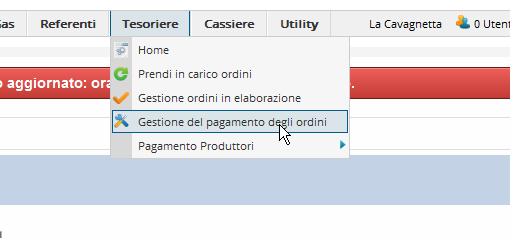 Gas Referenti Tesoriere Cassiere Utility La Cavagnetta 0 Utent
Home
Prendi in carico ordini
o aggiornato: ora
Gestione ordini in elaborazione
Gestione del pagamento degli ordini
Pagamento Produttori